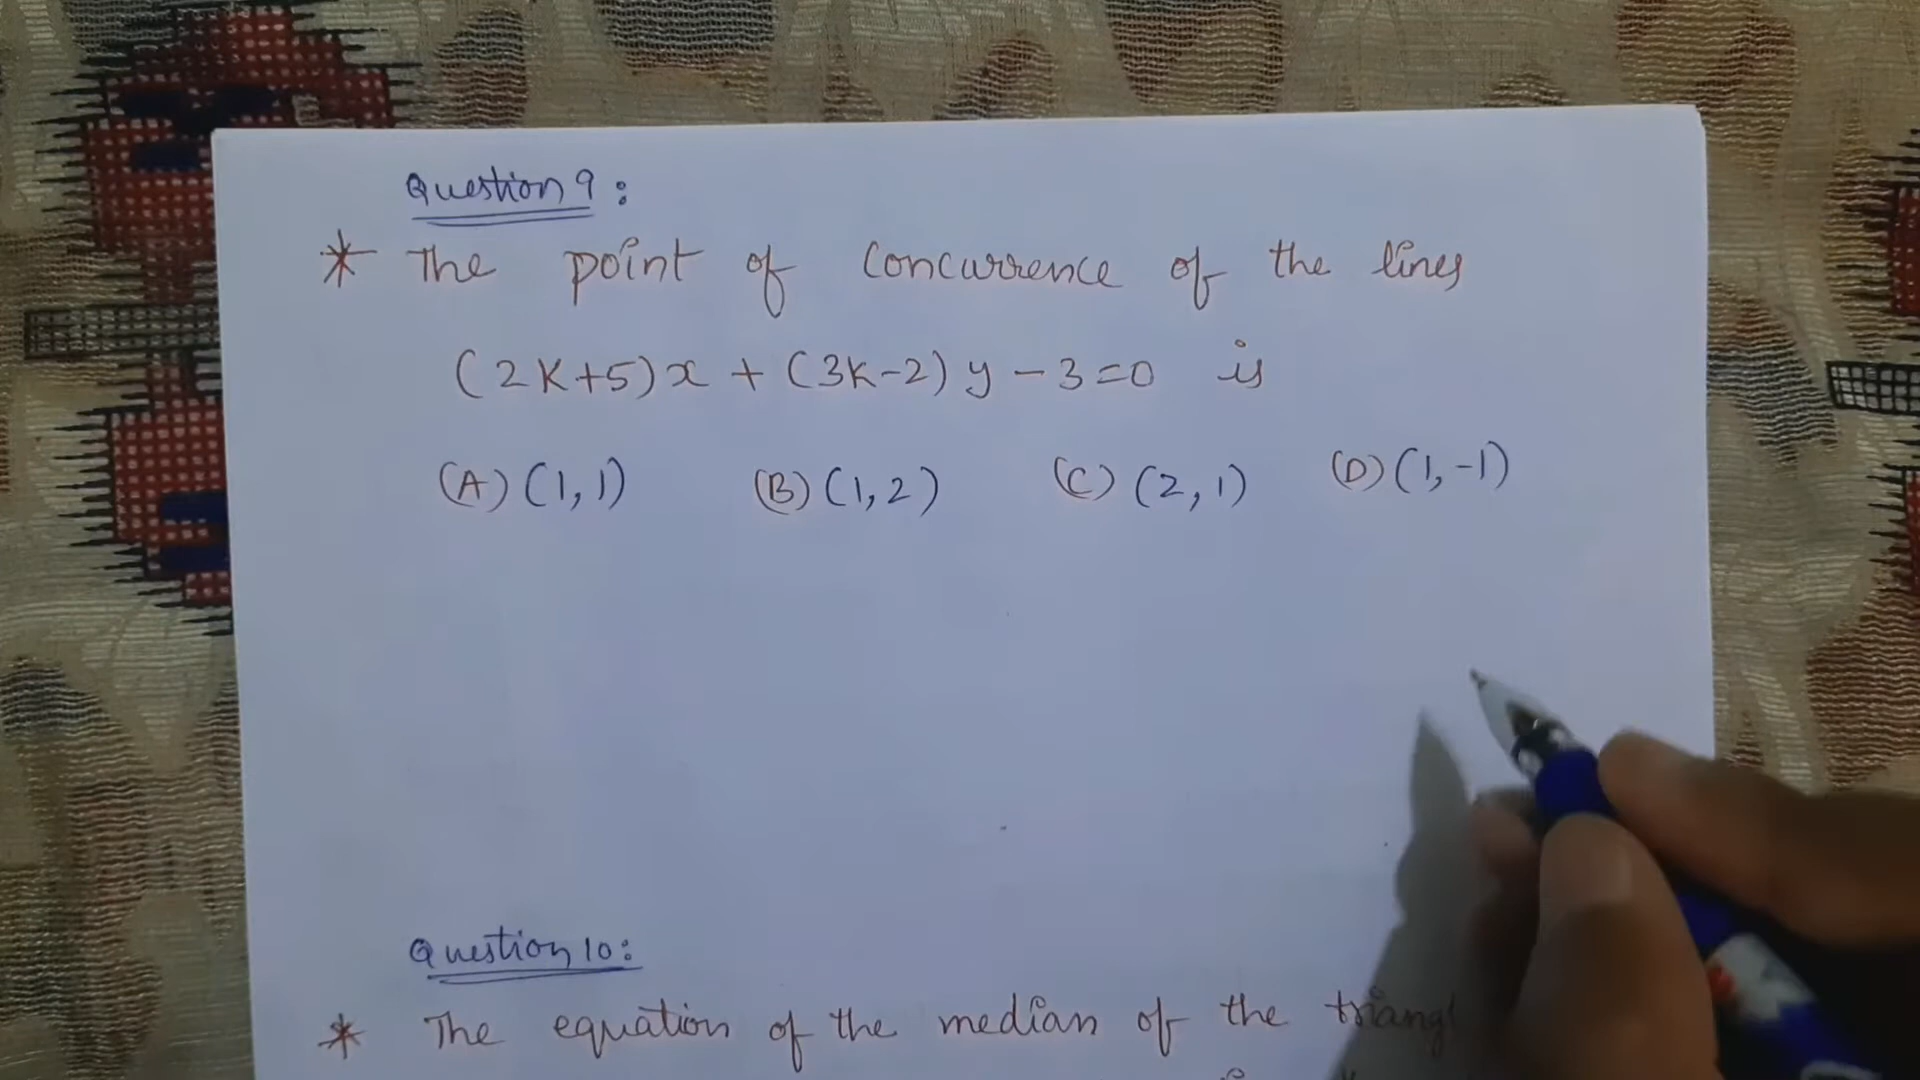 Question 9 :
* The point of Concurrence of the lines
(2K+5)x + (3K-2)y - 3 = 0 is
(A) (1, 1) (B) (1, 2) (C) (2, 1) (D) (1, -1)
Question 10 :
* The equation of the median of the